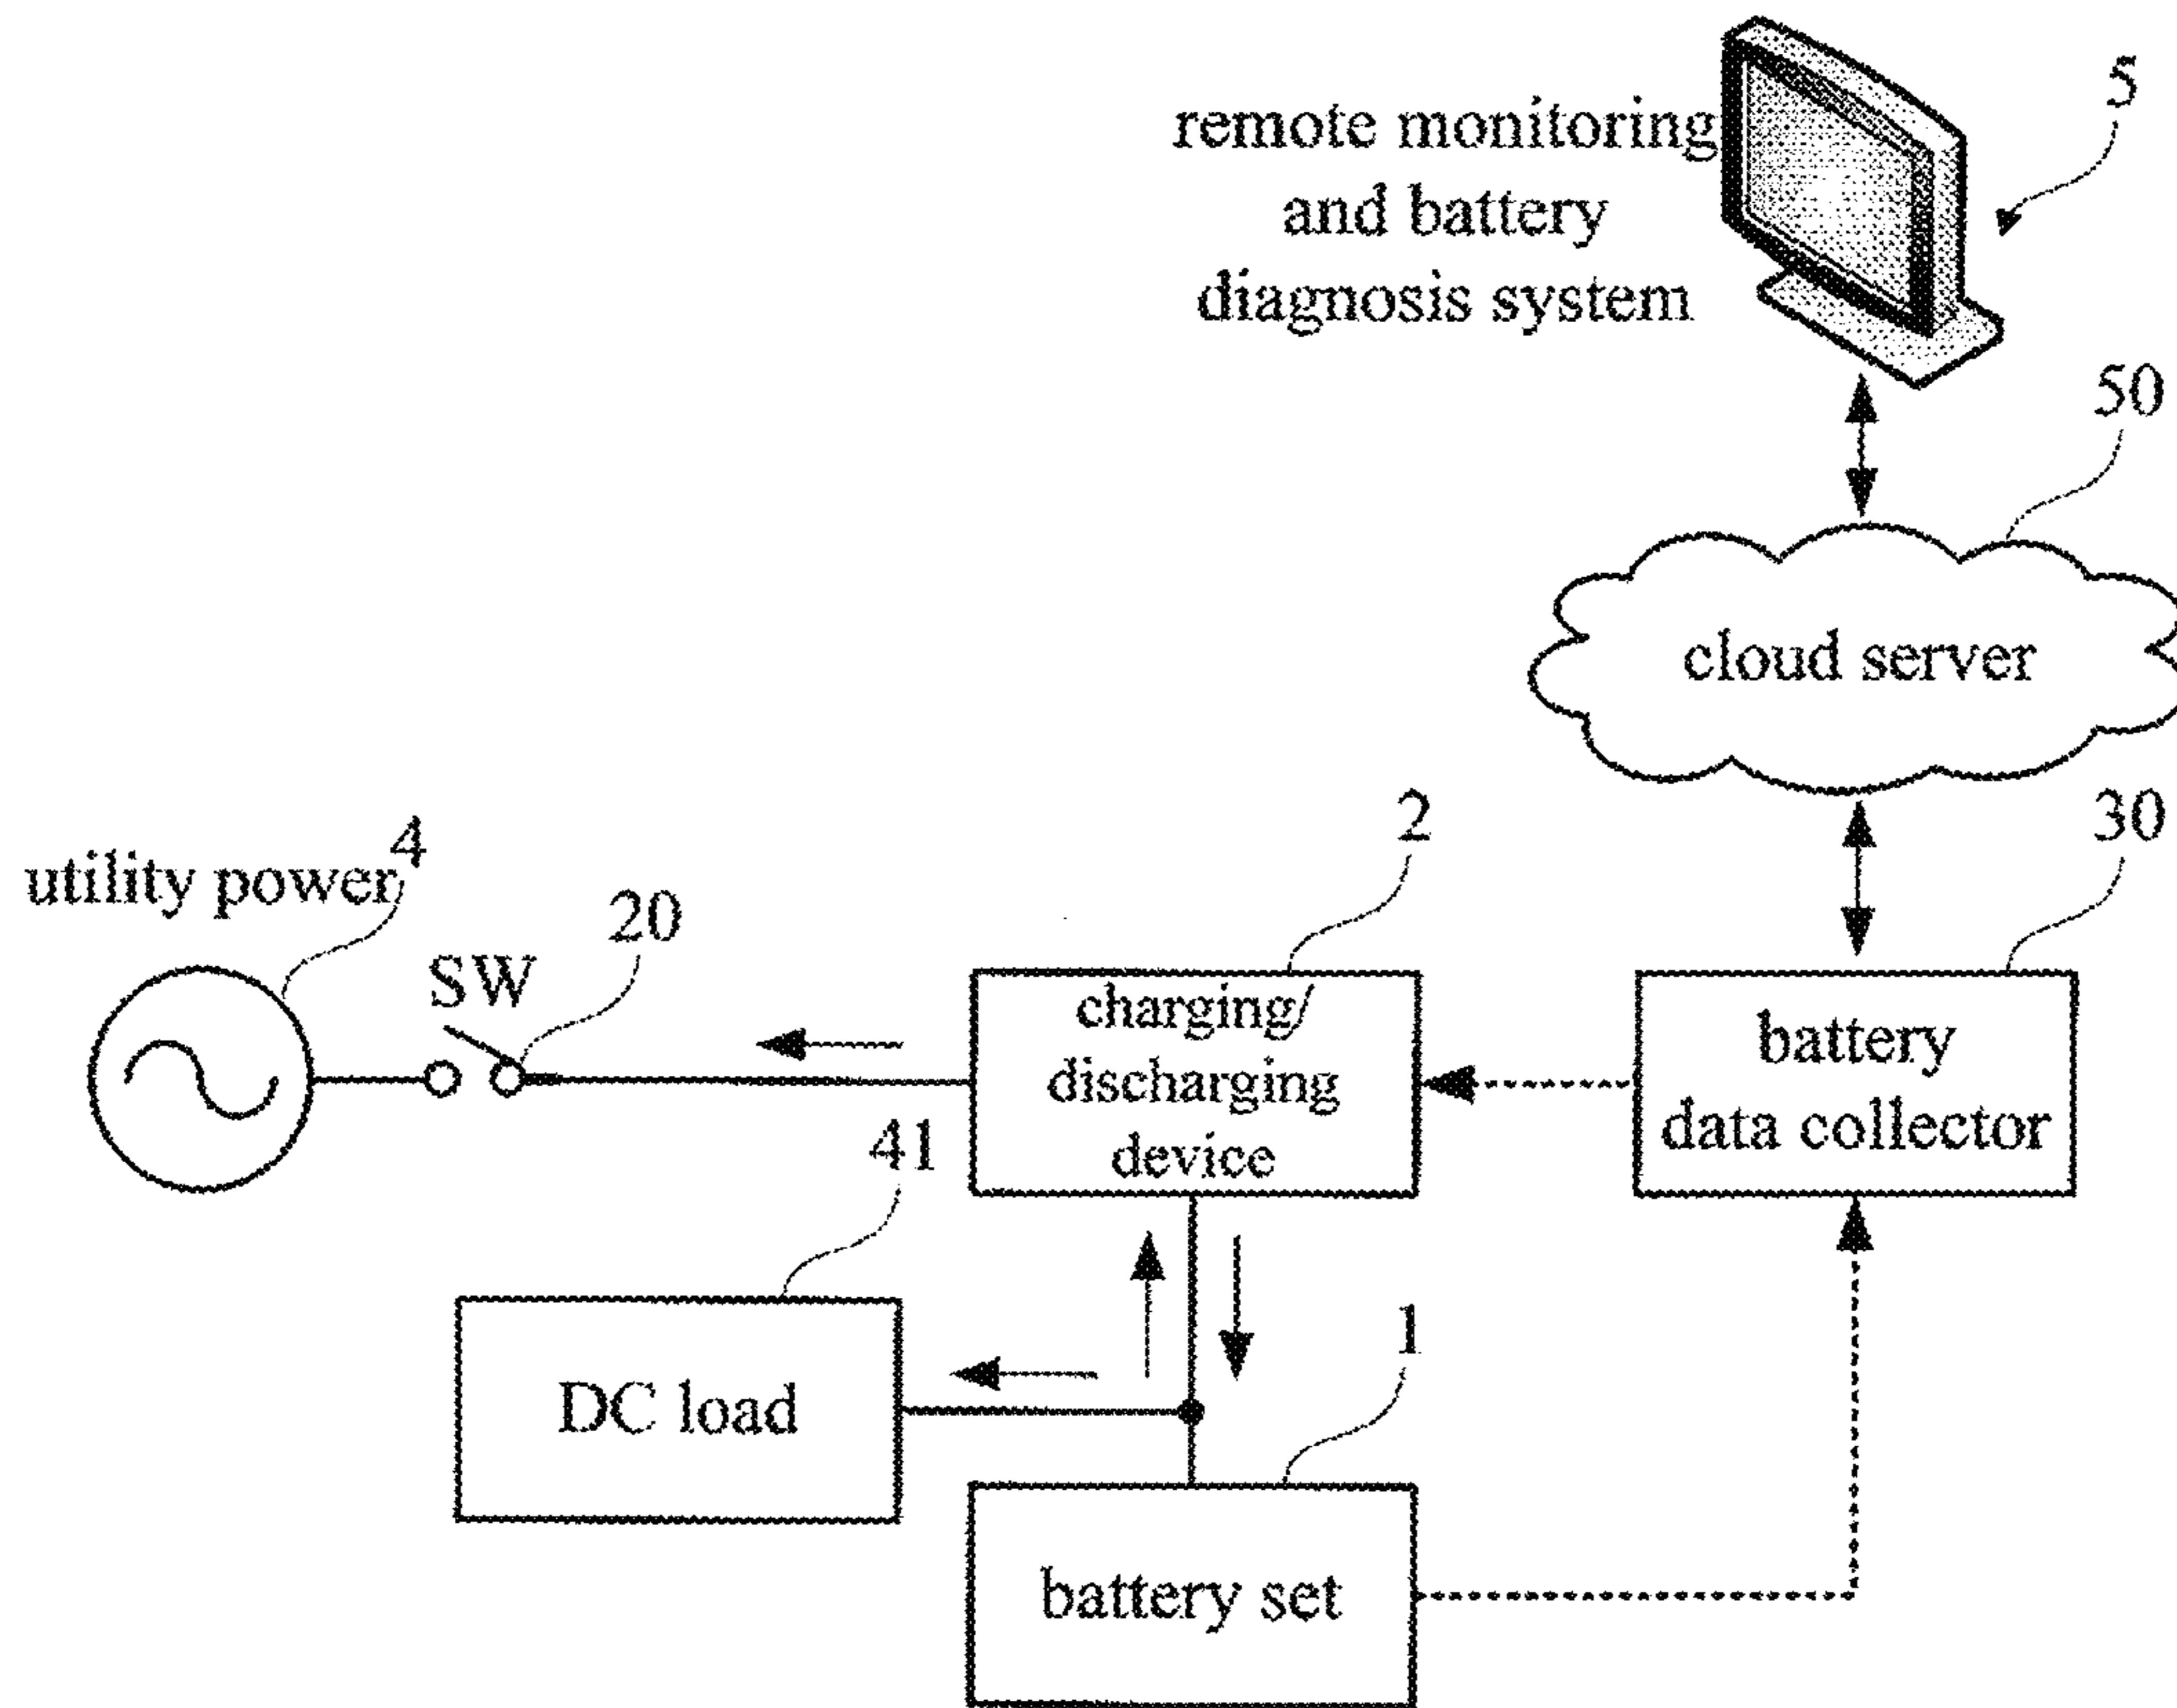 5
remote monitoring
and battery
diagnosis system
50
cloud server
2
30
4
utility power
20
SW
charging/
discharging
device
battery
data collector
41
1
DC load
battery set